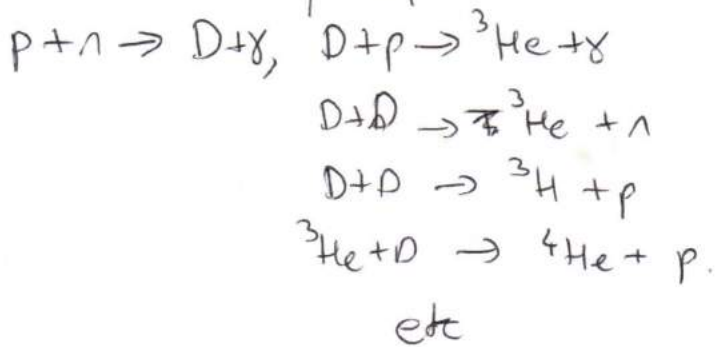 p + n → D + γ, D + p → ³He + γ
D + D → ³He + n
D + D → ³H + p
³He + D → ⁴He + p.
etc